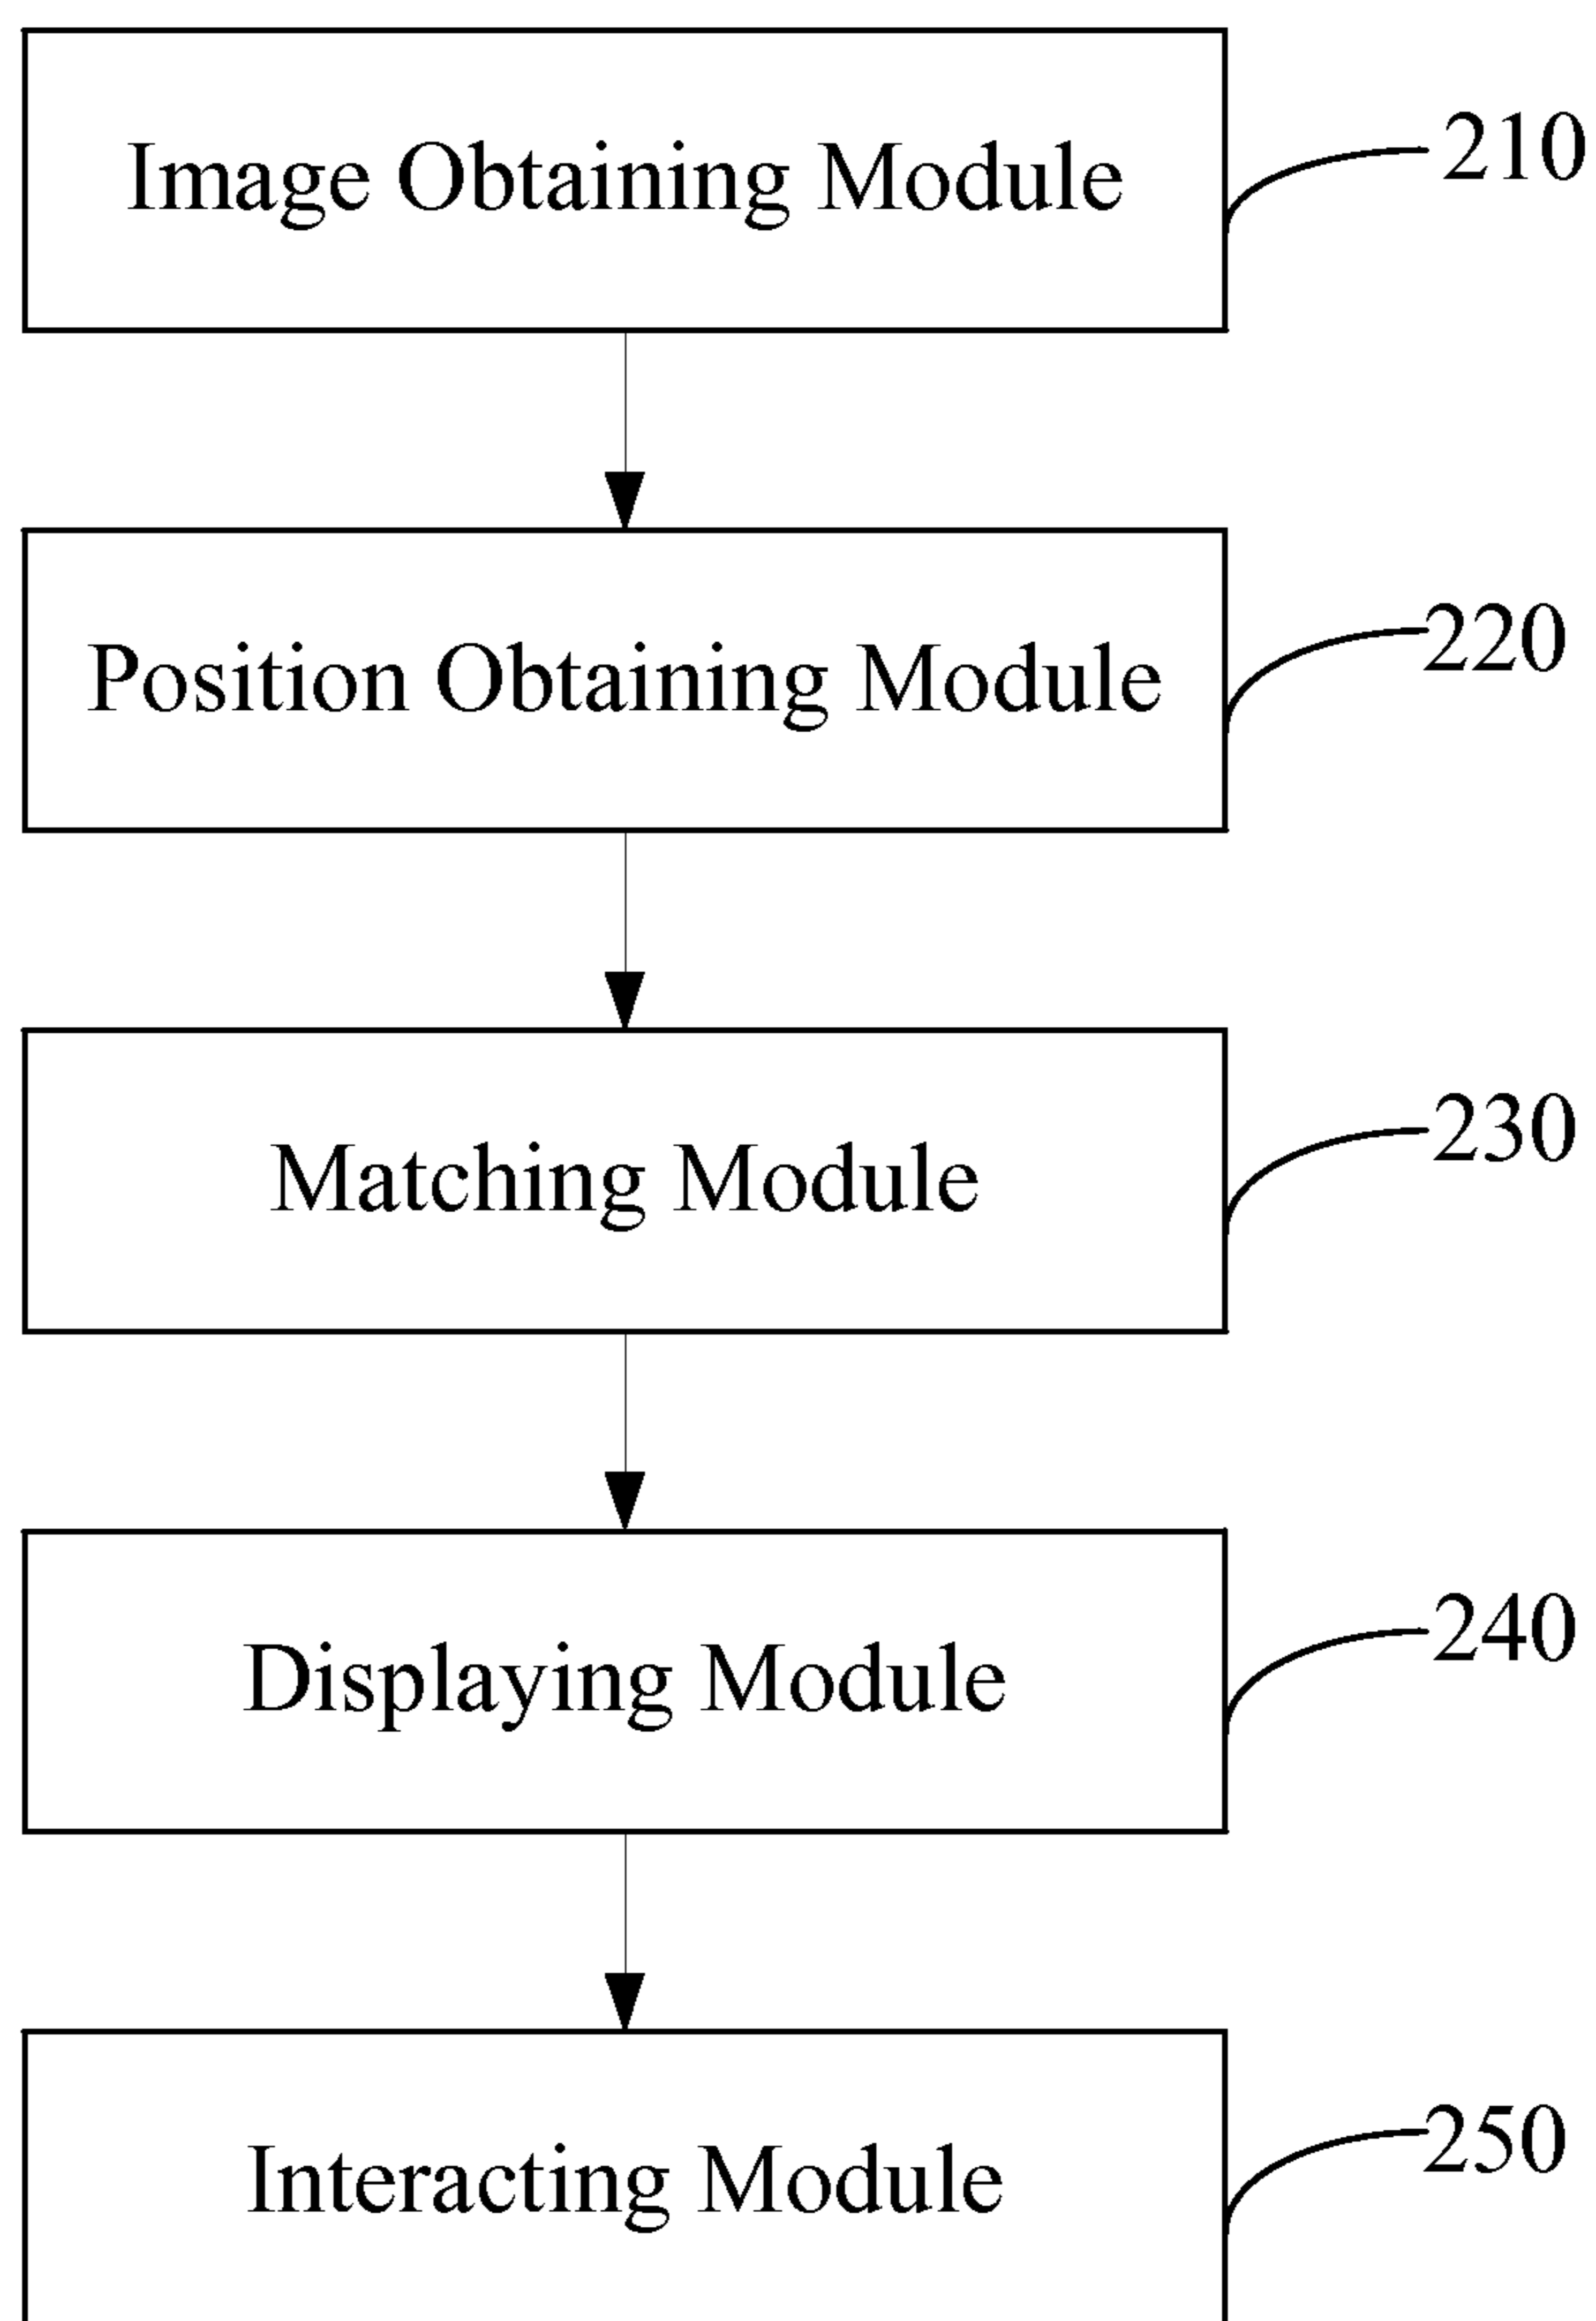 Image Obtaining Module
210
Position Obtaining Module
220
Matching Module
230
Displaying Module
240
Interacting Module
250